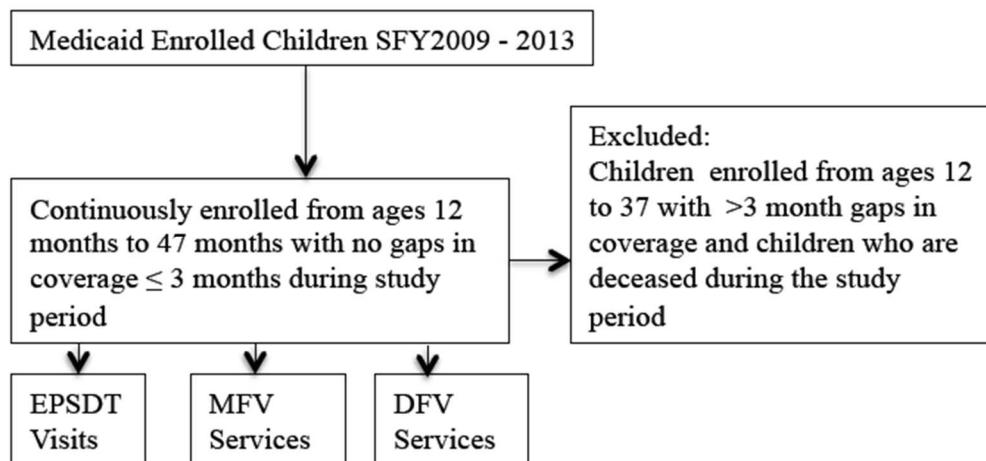 Medicaid Enrolled Children SFY2009 - 2013
Excluded:
Children enrolled from ages 12
to 37 with >3 month gaps in
coverage and children who are
deceased during the study
period
Continuously enrolled from ages 12
months to 47 months with no gaps in
coverage ≤ 3 months during study
period
EPSDT
Visits
MFV
Services
DFV
Services